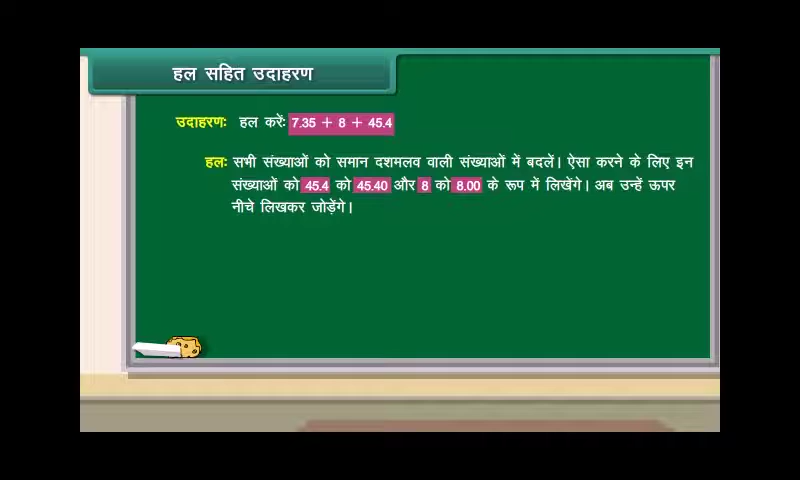 हल सहित उदाहरण
उदाहरणः हल करेंः 7.35 + 8 + 45.4
हलः सभी संख्याओं को समान दशमलव वाली संख्याओं में बदलें। ऐसा करने के लिए इन
संख्याओं को 45.4 को 45.40 और 8 को 8.00 के रूप में लिखेंगे। अब उन्हें ऊपर
नीचे लिखकर जोड़ेंगे।